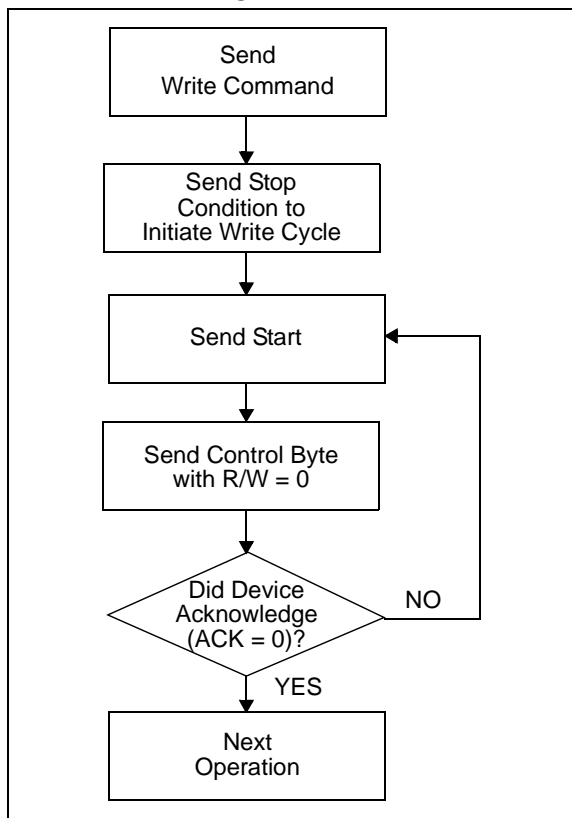 Send
Write Command
Send Stop
Condition to
Initiate Write Cycle
Send Start
Send Control Byte
with R/W = 0
Did Device
Acknowledge
(ACK = 0)?
NO
YES
Next
Operation